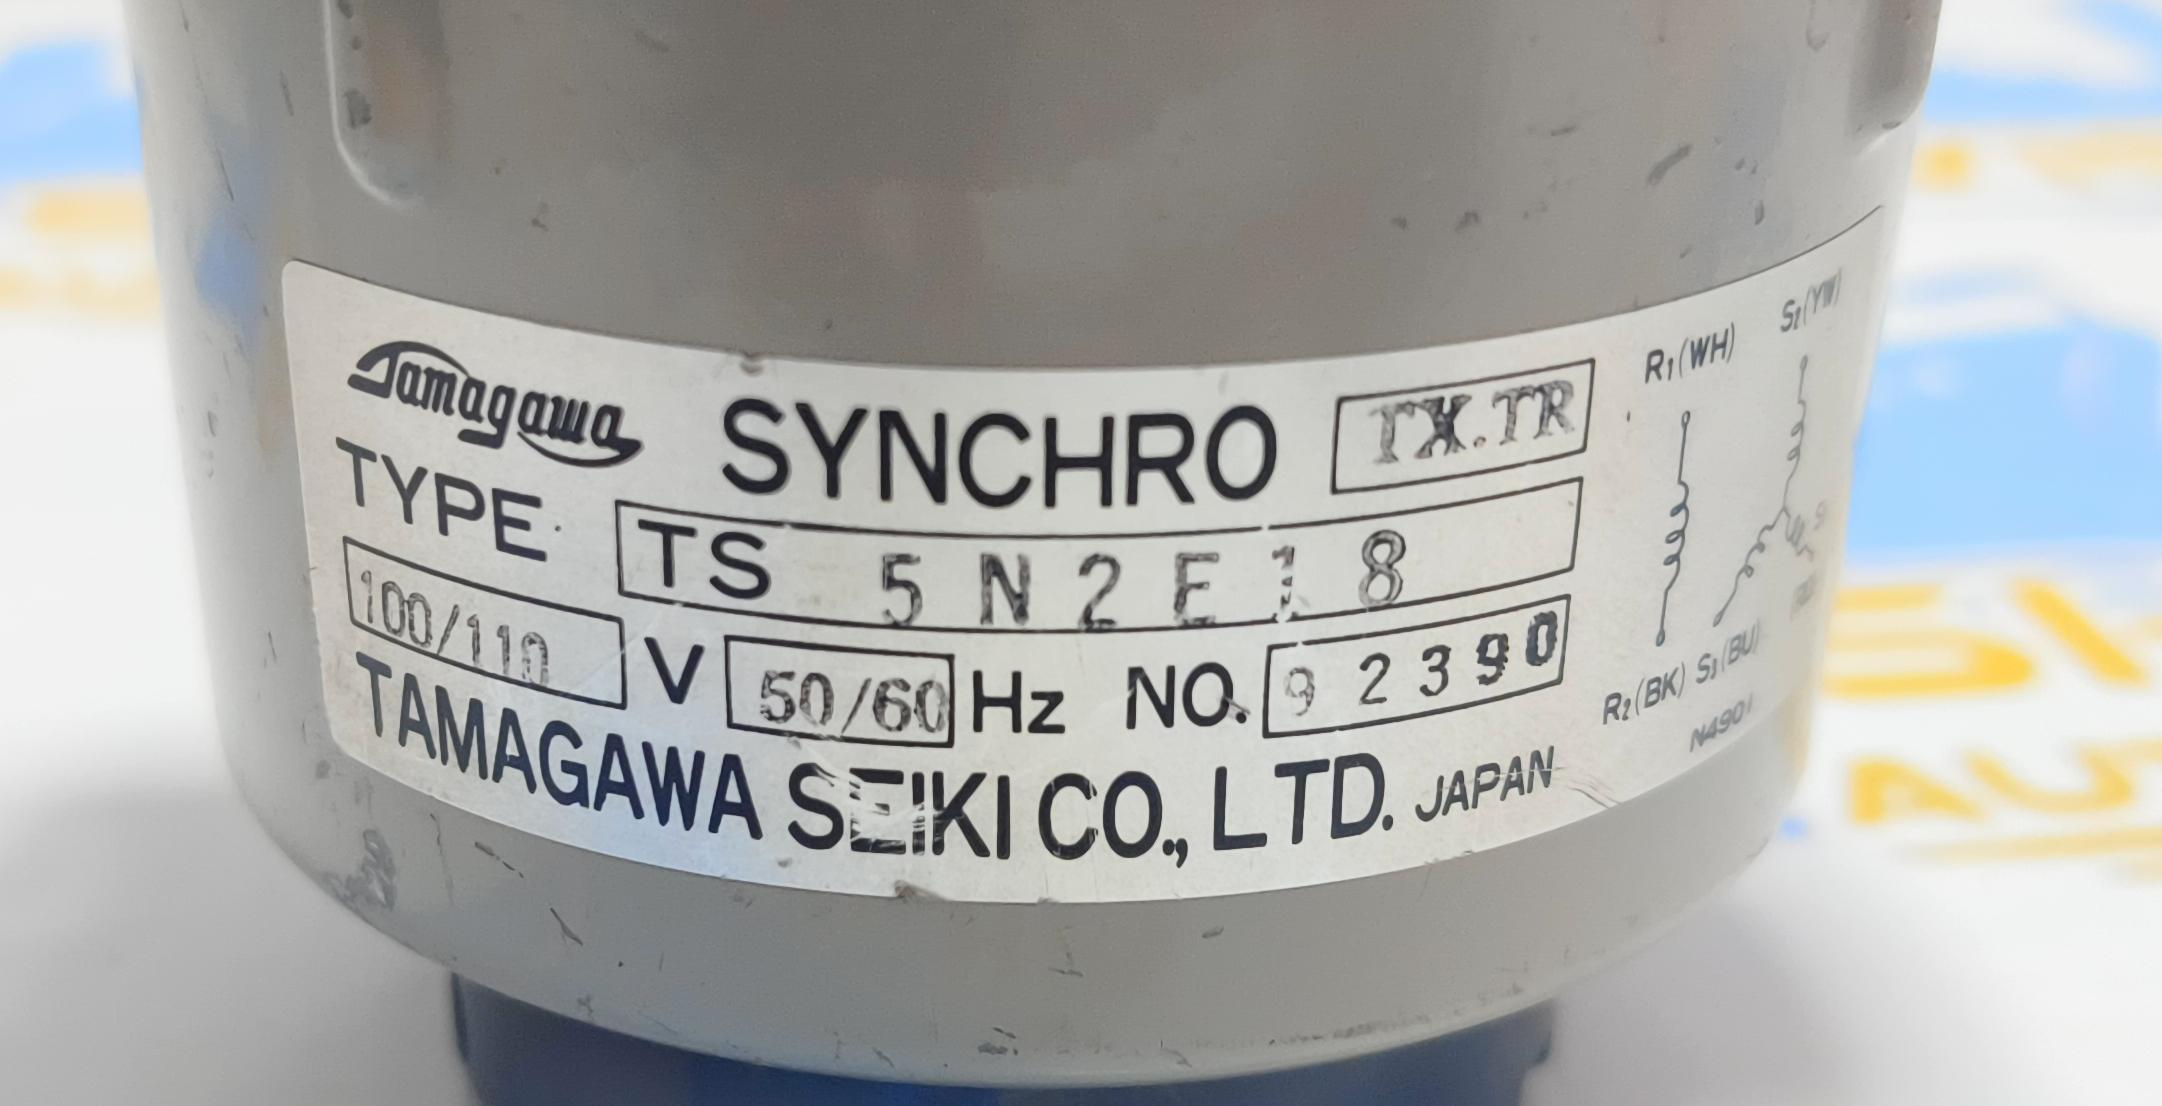 Tamagawa SYNCHRO TX.TR
TYPE TS 5N2E18
100/110 V 50/60 Hz NO. 92390
TAMAGAWA SEIKI CO., LTD. JAPAN
R1(WH) S2(YW)
R2(BK) S3(BU)
N4901